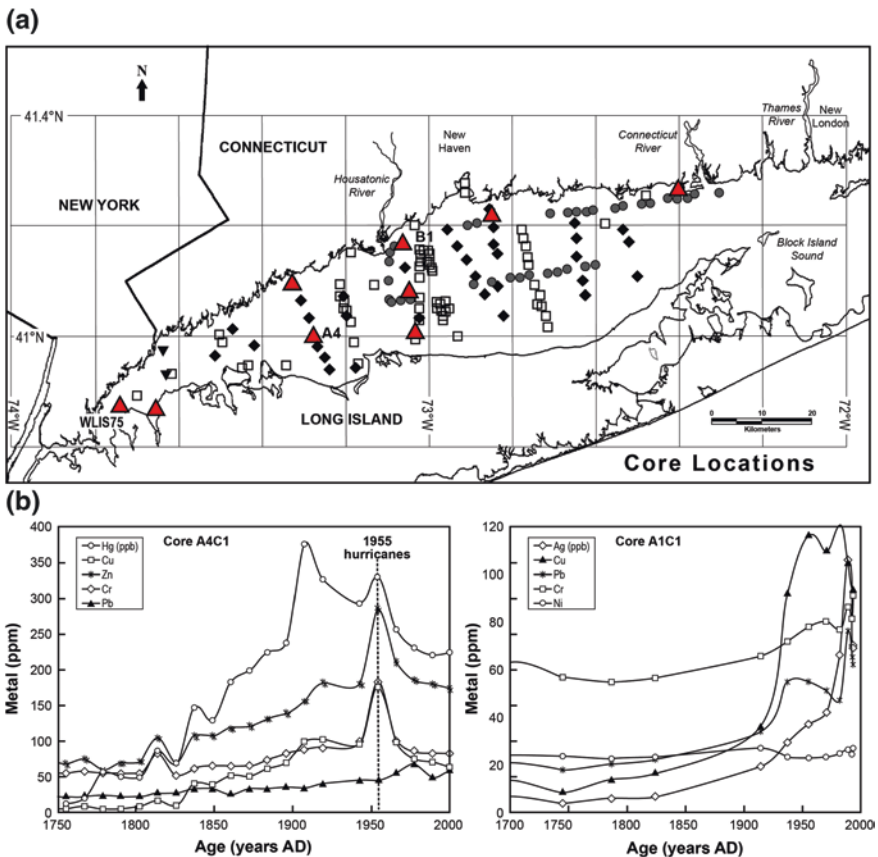 (a)
N
41.4°N
CONNECTICUT
NEW YORK
Housatonic
River
New
Haven
Connecticut
River
Thames
River
New
London
B1
Block Island
Sound
A4
41°N
WLIS75
LONG ISLAND
74°W
73°W
72°W
0 10 20
Kilometers
Core Locations
(b)
Core A4C1
1955
hurricanes
Hg (ppb)
Cu
Zn
Cr
Pb
Metal (ppm)
400
350
300
250
200
150
100
50
0
1750 1800 1850 1900 1950 2000
Age (years AD)
Core A1C1
Ag (ppb)
Cu
Pb
Cr
Ni
Metal (ppm)
120
100
80
60
40
20
0
1700 1750 1800 1850 1900 1950 2000
Age (years AD)